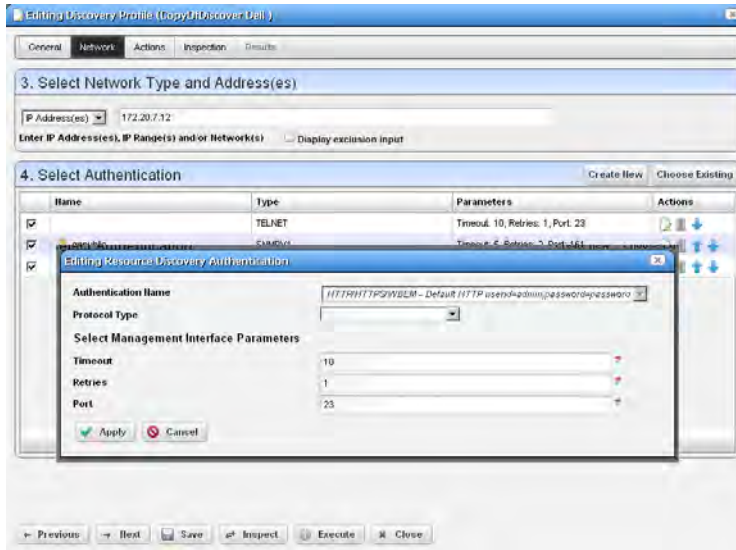 Editing Discovery Profile (CopyOfDiscover Dell )
General Network Actions Inspection Results
3. Select Network Type and Address(es)
IP Address(es) 172.20.7.12
Enter IP Address(es), IP Range(s) and/or Network(s) Display exclusion input
4. Select Authentication Create New Choose Existing
Name Type Parameters Actions
TELNET Timeout: 10, Retries: 1, Port: 23
Editing Resource Discovery Authentication
Authentication Name HTTP/HTTPS/WBEM - Default HTTP userid=admin,password=password
Protocol Type
Select Management Interface Parameters
Timeout 10
Retries 1
Port 23
Apply Cancel
Previous Next Save Inspect Execute Close